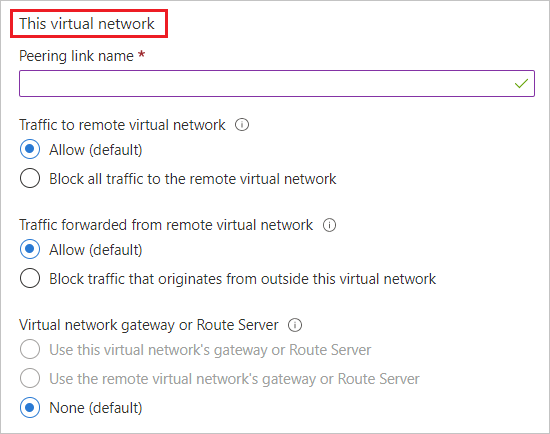 This virtual network
Peering link name *
Traffic to remote virtual network
Allow (default)
Block all traffic to the remote virtual network
Traffic forwarded from remote virtual network
Allow (default)
Block traffic that originates from outside this virtual network
Virtual network gateway or Route Server
Use this virtual network's gateway or Route Server
Use the remote virtual network's gateway or Route Server
None (default)